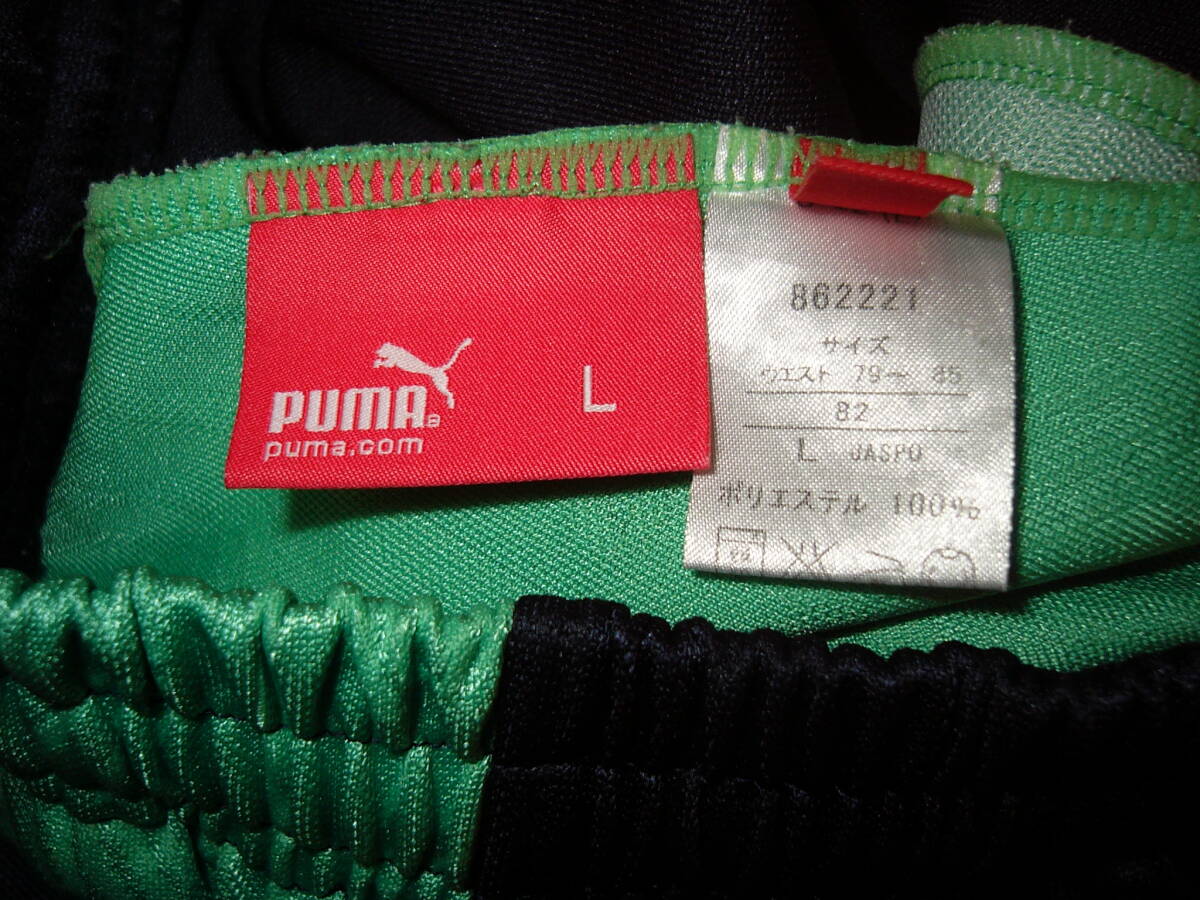 PUMA®
puma.com
L
862221
サイズ
ウエスト 79~ 85
82
L JASPO
ポリエステル 100%